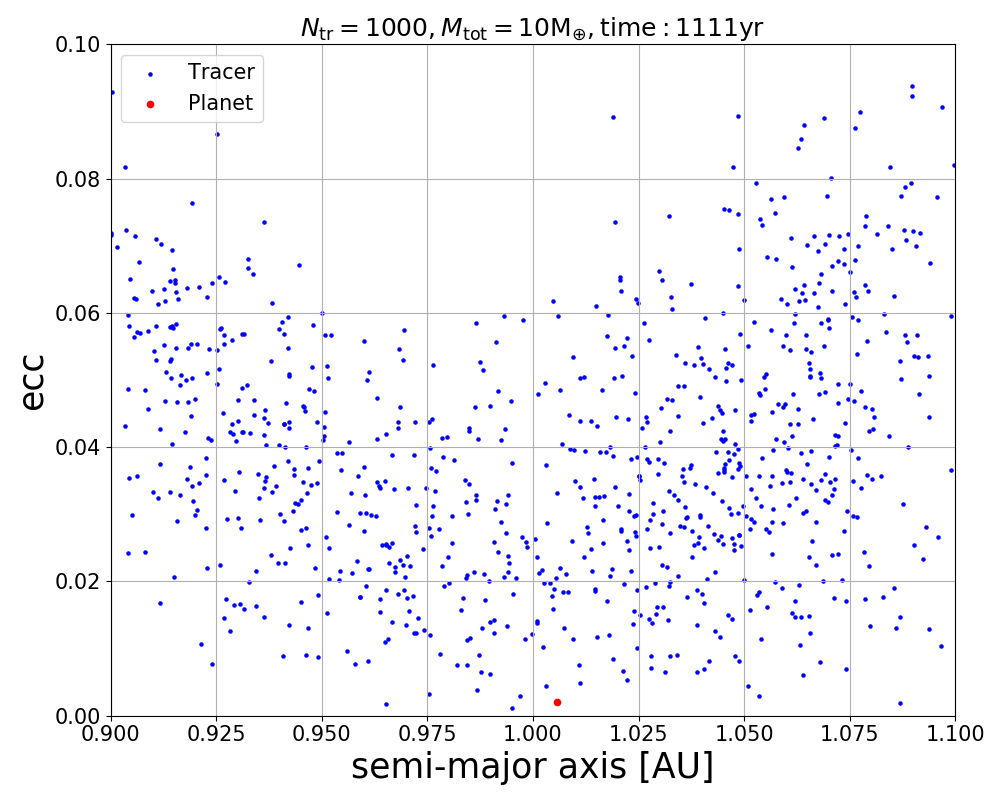 N_tr = 1000, M_tot = 10M_⊕, time : 1111yr
Tracer
Planet
0.10
0.08
0.06
0.04
0.02
0.00
ecc
0.900 0.925 0.950 0.975 1.000 1.025 1.050 1.075 1.100
semi-major axis [AU]